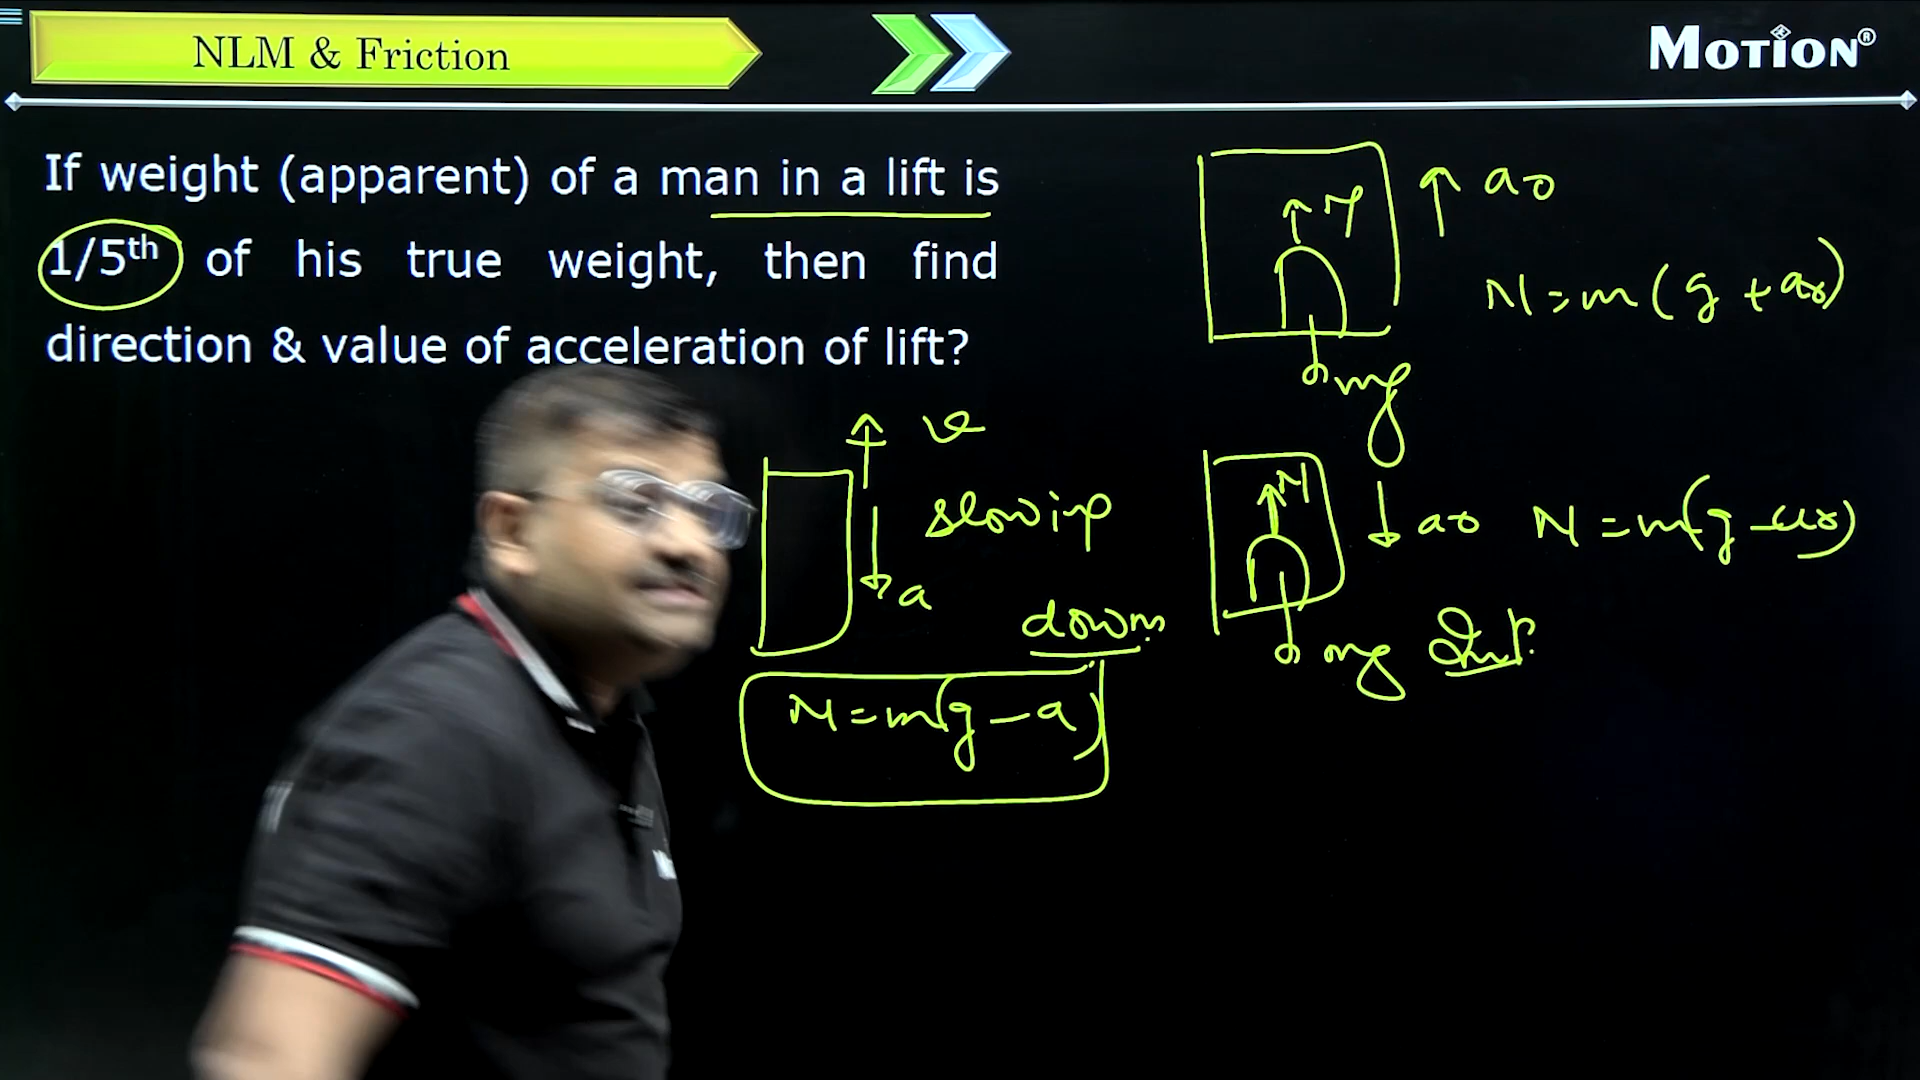 NLM & Friction
MOTION®
If weight (apparent) of a man in a lift is
1/5th of his true weight, then find
direction & value of acceleration of lift?
N a0
N = m(g + a0)
mg
v
slowing
a
down
N = m(g - a)
N a0 N = m(g - a0)
mg